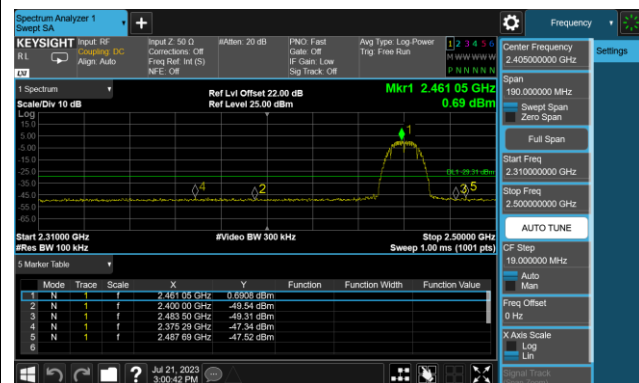 Spectrum Analyzer 1
Swept SA
Frequency
KEYSIGHT
RL
LXI
Input: RF
Coupling: DC
Align: Auto
Input Z: 50 Ω
Corrections: Off
Freq Ref: Int (S)
NFE: Off
#Atten: 20 dB
PNO: Fast
Gate: Off
IF Gain: Low
Sig Track: Off
Avg Type: Log-Power
Trig: Free Run
1 2 3 4 5 6
M W W W W W
P N N N N N
1 Spectrum
Scale/Div 10 dB
Ref Lvl Offset 22.00 dB
Ref Level 25.00 dBm
Mkr1 2.461 05 GHz
0.69 dBm
Log
15.0
5.00
-5.00
-15.0
-25.0
-35.0
-45.0
-55.0
-65.0
1
DL1 -29.31 dBm
4
2
3
5
Start 2.31000 GHz
#Res BW 100 kHz
#Video BW 300 kHz
Stop 2.50000 GHz
Sweep 1.00 ms (1001 pts)
5 Marker Table
Mode Trace Scale X Y Function Function Width Function Value
1 N 1 f 2.461 05 GHz 0.6908 dBm
2 N 1 f 2.400 00 GHz -49.54 dBm
3 N 1 f 2.483 50 GHz -49.31 dBm
4 N 1 f 2.375 29 GHz -47.34 dBm
5 N 1 f 2.487 69 GHz -47.52 dBm
6
Jul 21, 2023
3:00:42 PM
Center Frequency
2.405000000 GHz
Settings
Span
190.000000 MHz
Swept Span
Zero Span
Full Span
Start Freq
2.310000000 GHz
Stop Freq
2.500000000 GHz
AUTO TUNE
CF Step
19.000000 MHz
Auto
Man
Freq Offset
0 Hz
X Axis Scale
Log
Lin
Signal Track